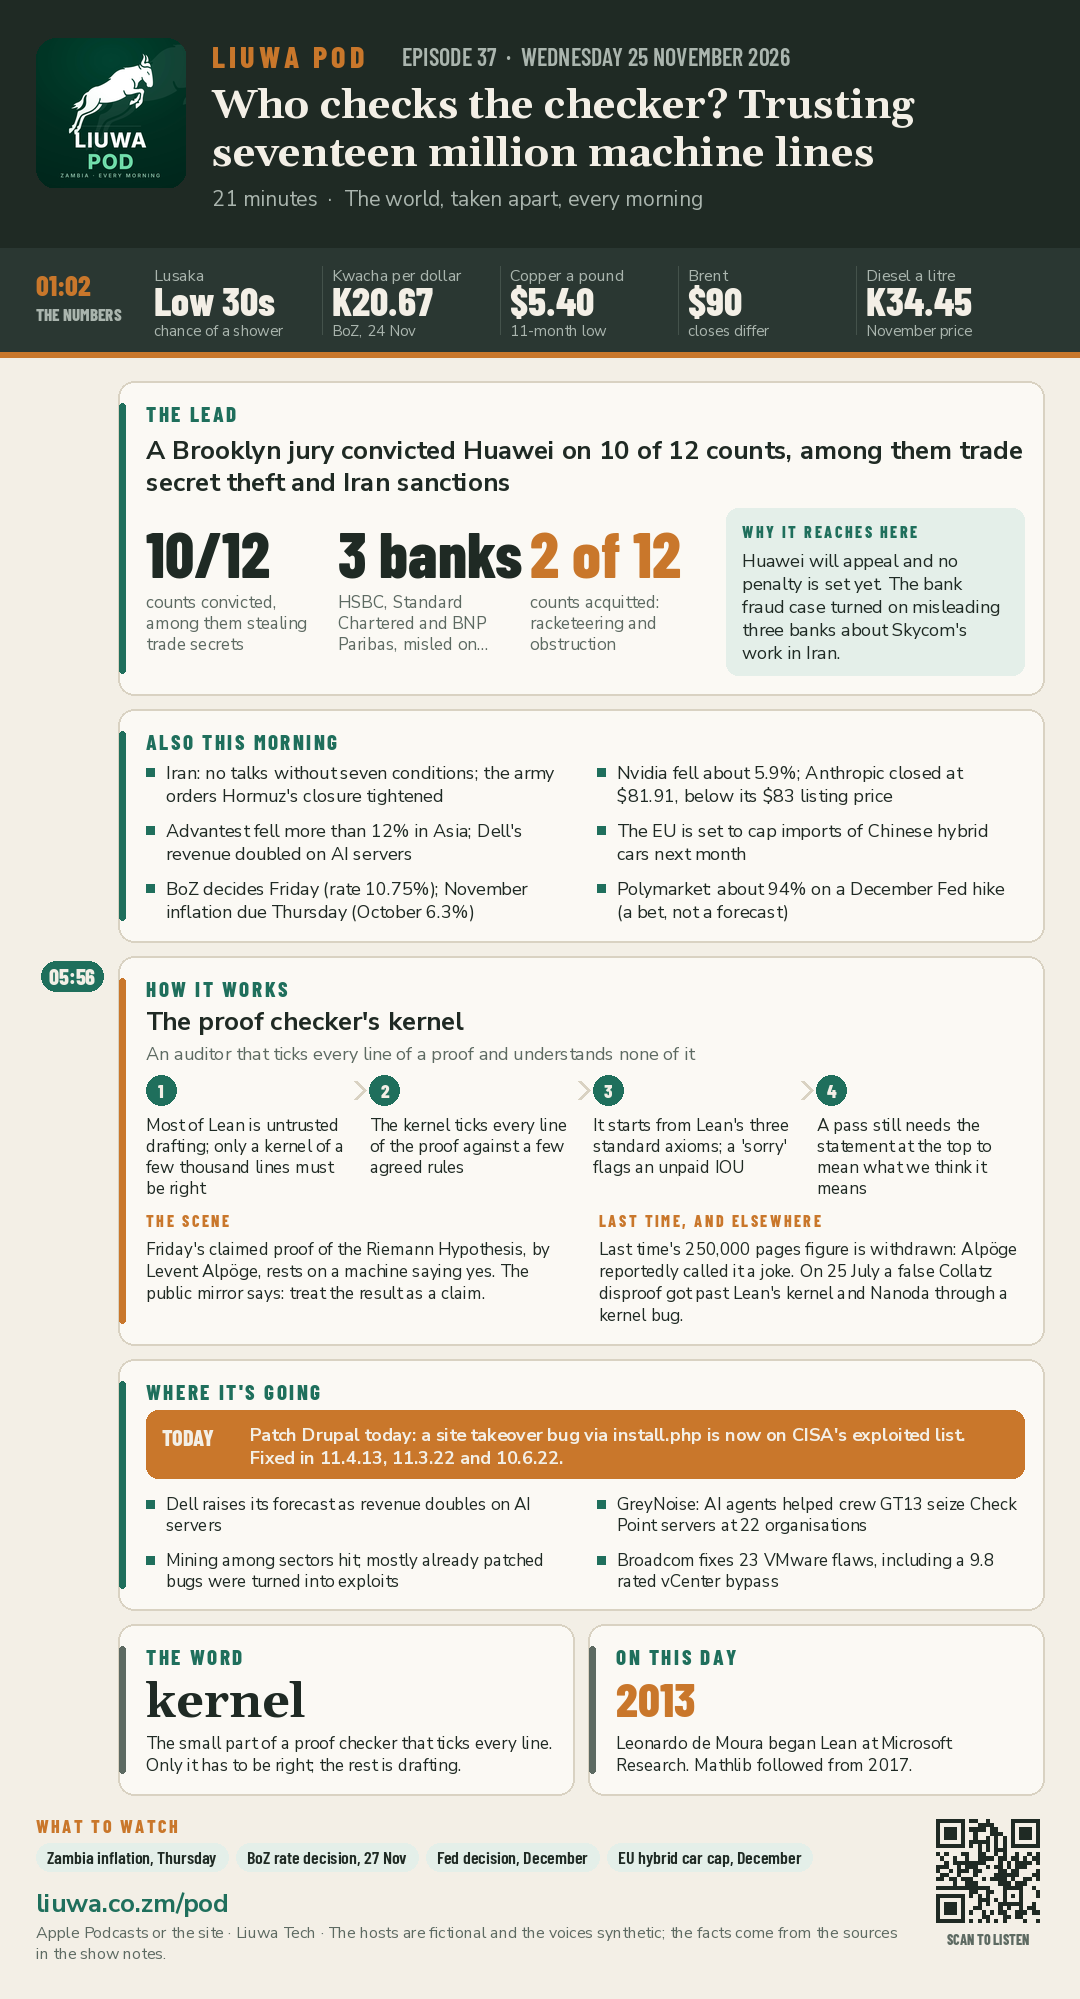 LIUWA
POD
ZAMBIA · EVERY MORNING
LIUWA POD EPISODE 37 · WEDNESDAY 25 NOVEMBER 2026
Who checks the checker? Trusting
seventeen million machine lines
21 minutes · The world, taken apart, every morning
01:02
THE NUMBERS
Lusaka
Low 30s
chance of a shower
Kwacha per dollar
K20.67
BoZ, 24 Nov
Copper a pound
$5.40
11-month low
Brent
$90
closes differ
Diesel a litre
K34.45
November price
THE LEAD
A Brooklyn jury convicted Huawei on 10 of 12 counts, among them trade
secret theft and Iran sanctions
10/12
counts convicted,
among them stealing
trade secrets
3 banks
HSBC, Standard
Chartered and BNP
Paribas, misled on...
2 of 12
counts acquitted:
racketeering and
obstruction
WHY IT REACHES HERE
Huawei will appeal and no
penalty is set yet. The bank
fraud case turned on misleading
three banks about Skycom's
work in Iran.
ALSO THIS MORNING
Iran: no talks without seven conditions; the army
orders Hormuz's closure tightened
Advantest fell more than 12% in Asia; Dell's
revenue doubled on AI servers
BoZ decides Friday (rate 10.75%); November
inflation due Thursday (October 6.3%)
Nvidia fell about 5.9%; Anthropic closed at
$81.91, below its $83 listing price
The EU is set to cap imports of Chinese hybrid
cars next month
Polymarket: about 94% on a December Fed hike
(a bet, not a forecast)
05:56
HOW IT WORKS
The proof checker's kernel
An auditor that ticks every line of a proof and understands none of it
1
Most of Lean is untrusted
drafting; only a kernel of a
few thousand lines must
be right
2
The kernel ticks every line
of the proof against a few
agreed rules
3
It starts from Lean's three
standard axioms; a 'sorry'
flags an unpaid IOU
4
A pass still needs the
statement at the top to
mean what we think it
means
THE SCENE
Friday's claimed proof of the Riemann Hypothesis, by
Levent Alpöge, rests on a machine saying yes. The
public mirror says: treat the result as a claim.
LAST TIME, AND ELSEWHERE
Last time's 250,000 pages figure is withdrawn: Alpöge
reportedly called it a joke. On 25 July a false Collatz
disproof got past Lean's kernel and Nanoda through a
kernel bug.
WHERE IT'S GOING
TODAY
Patch Drupal today: a site takeover bug via install.php is now on CISA's exploited list.
Fixed in 11.4.13, 11.3.22 and 10.6.22.
Dell raises its forecast as revenue doubles on AI
servers
Mining among sectors hit; mostly already patched
bugs were turned into exploits
GreyNoise: AI agents helped crew GT13 seize Check
Point servers at 22 organisations
Broadcom fixes 23 VMware flaws, including a 9.8
rated vCenter bypass
THE WORD
kernel
The small part of a proof checker that ticks every line.
Only it has to be right; the rest is drafting.
ON THIS DAY
2013
Leonardo de Moura began Lean at Microsoft
Research. Mathlib followed from 2017.
WHAT TO WATCH
Zambia inflation, Thursday
BoZ rate decision, 27 Nov
Fed decision, December
EU hybrid car cap, December
liuwa.co.zm/pod
Apple Podcasts or the site · Liuwa Tech · The hosts are fictional and the voices synthetic; the facts come from the sources
in the show notes.
SCAN TO LISTEN